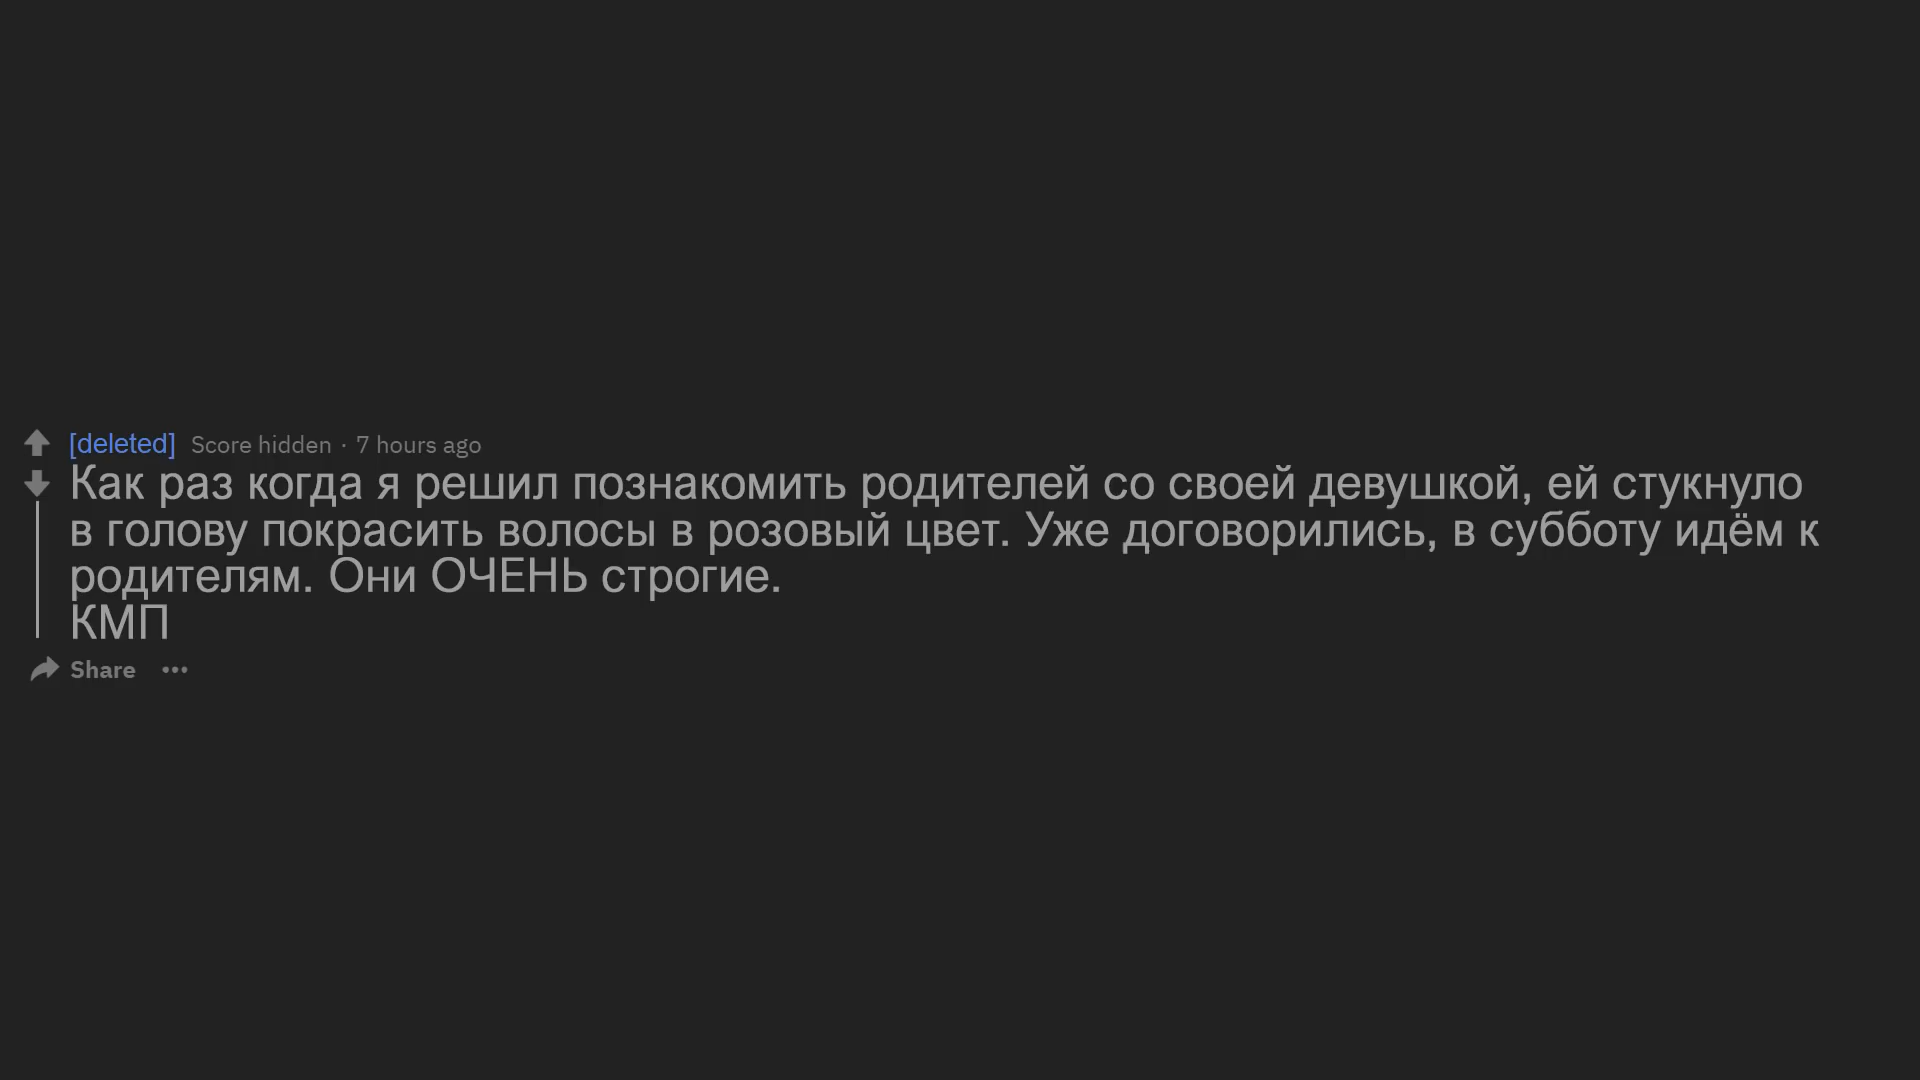 [deleted] Score hidden · 7 hours ago
Как раз когда я решил познакомить родителей со своей девушкой, ей стукнуло
в голову покрасить волосы в розовый цвет. Уже договорились, в субботу идём к
родителям. Они ОЧЕНЬ строгие.
КМП
Share ···